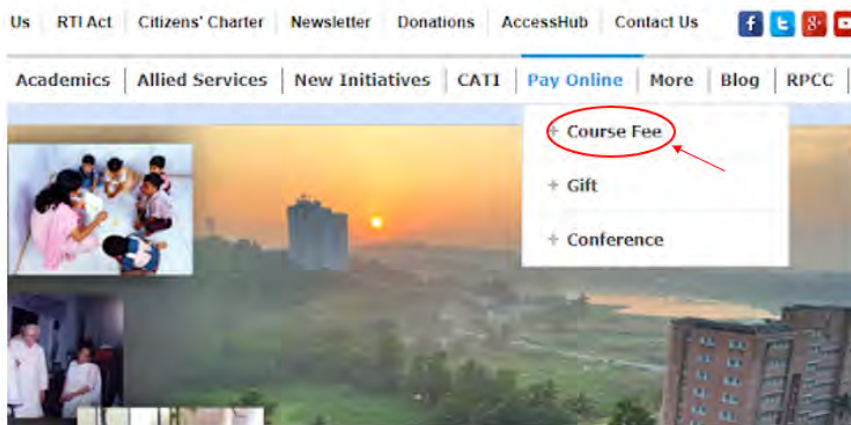 Us RTI Act Citizens' Charter Newsletter Donations AccessHub Contact Us
Academics Allied Services New Initiatives CATI Pay Online More Blog RPCC
+ Course Fee
+ Gift
+ Conference